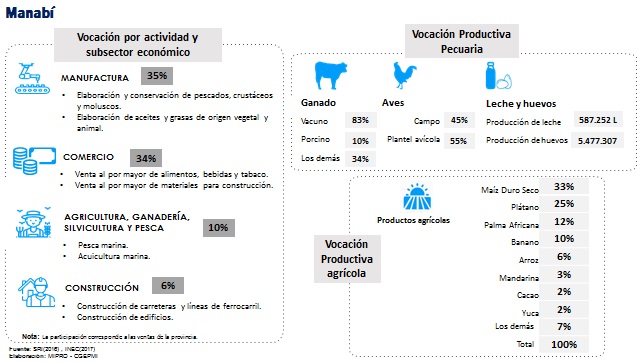 Manabí
Vocación por actividad y
subsector económico
MANUFACTURA 35%
• Elaboración y conservación de pescados, crustáceos
y moluscos.
• Elaboración de aceites y grasas de origen vegetal y
animal.
COMERCIO 34%
• Venta al por mayor de alimentos, bebidas y tabaco.
• Venta al por mayor de materiales para construcción.
AGRICULTURA, GANADERÍA,
SILVICULTURA Y PESCA 10%
• Pesca marina.
• Acuicultura marina.
CONSTRUCCIÓN 6%
• Construcción de carreteras y líneas de ferrocarril.
• Construcción de edificios.
Nota: La participación corresponde a las ventas de la provincia.
Fuente: SRI(2016), INEC(2017)
Elaboración: MIPRO - CGEPMI
Vocación Productiva
Pecuaria
Ganado
Vacuno 83%
Porcino 10%
Los demás 34%
Aves
Campo 45%
Plantel avícola 55%
Leche y huevos
Producción de leche 587.252 L
Producción de huevos 5.477.307
Vocación
Productiva
agrícola
Productos agrícolas
Maíz Duro Seco 33%
Plátano 25%
Palma Africana 12%
Banano 10%
Arroz 6%
Mandarina 3%
Cacao 2%
Yuca 2%
Los demás 7%
Total 100%